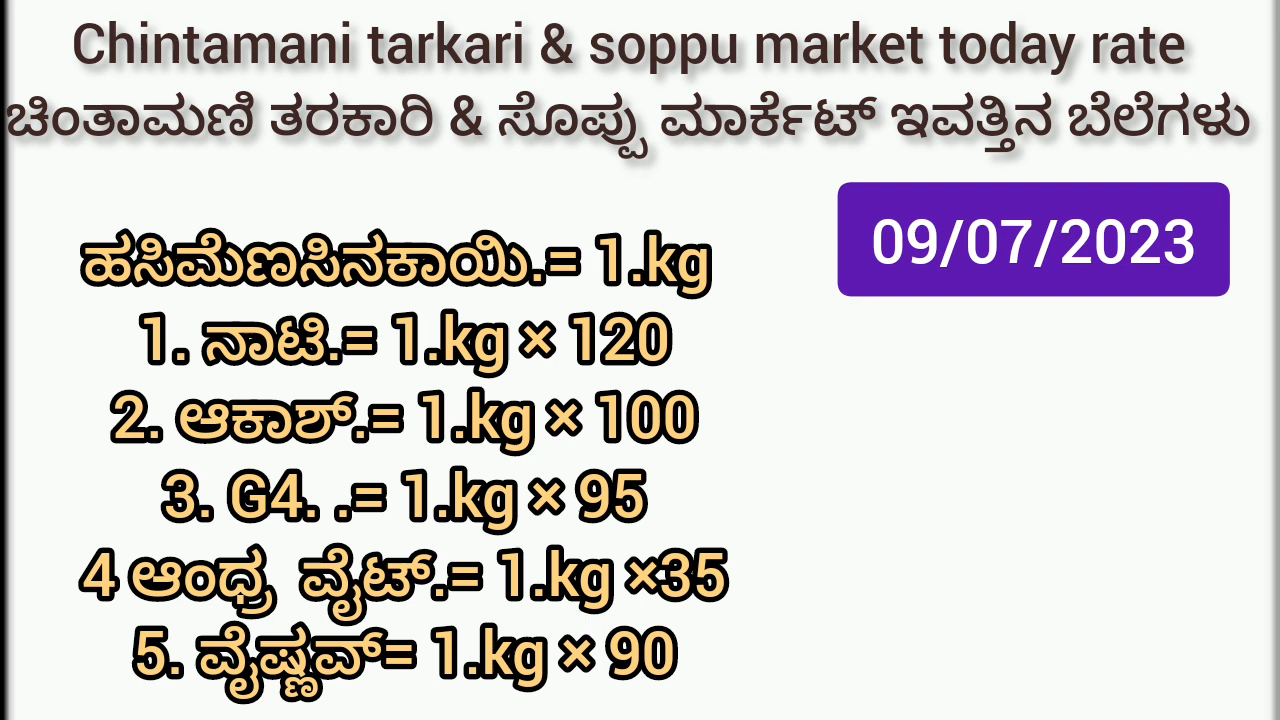 Chintamani tarkari & soppu market today rate
ಚಿಂತಾಮಣಿ ತರಕಾರಿ & ಸೊಪ್ಪು ಮಾರ್ಕೆಟ್ ಇವತ್ತಿನ ಬೆಲೆಗಳು
09/07/2023
ಹಸಿಮೆಣಸಿನಕಾಯಿ.= 1.kg
1. ನಾಟಿ.= 1.kg × 120
2. ಆಕಾಶ್.= 1.kg × 100
3. G4. .= 1.kg × 95
4 ಆಂಧ್ರ ವೈಟ್.= 1.kg ×35
5. ವೈಷ್ಣವ್= 1.kg × 90